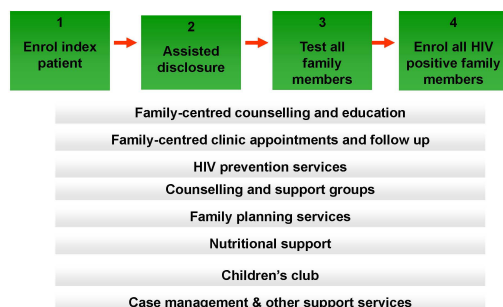 1
Enrol index
patient
2
Assisted
disclosure
3
Test all
family
members
4
Enrol all HIV
positive family
members
Family-centred counselling and education
Family-centred clinic appointments and follow up
HIV prevention services
Counselling and support groups
Family planning services
Nutritional support
Children's club
Case management & other support services